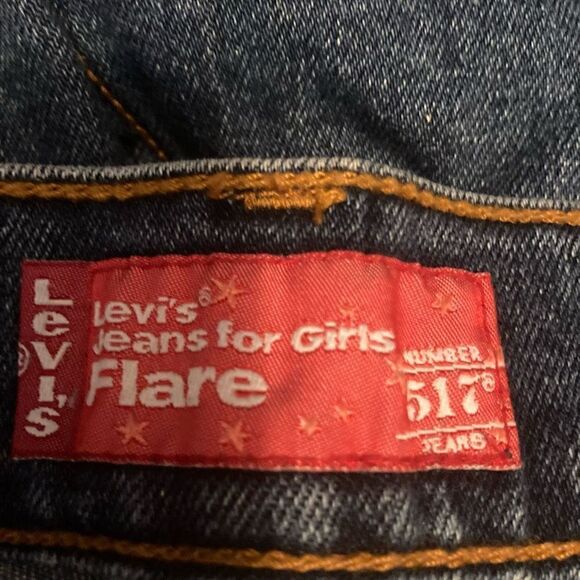 Levi's®
Levi's®
Jeans for Girls
Flare
NUMBER
517®
JEANS